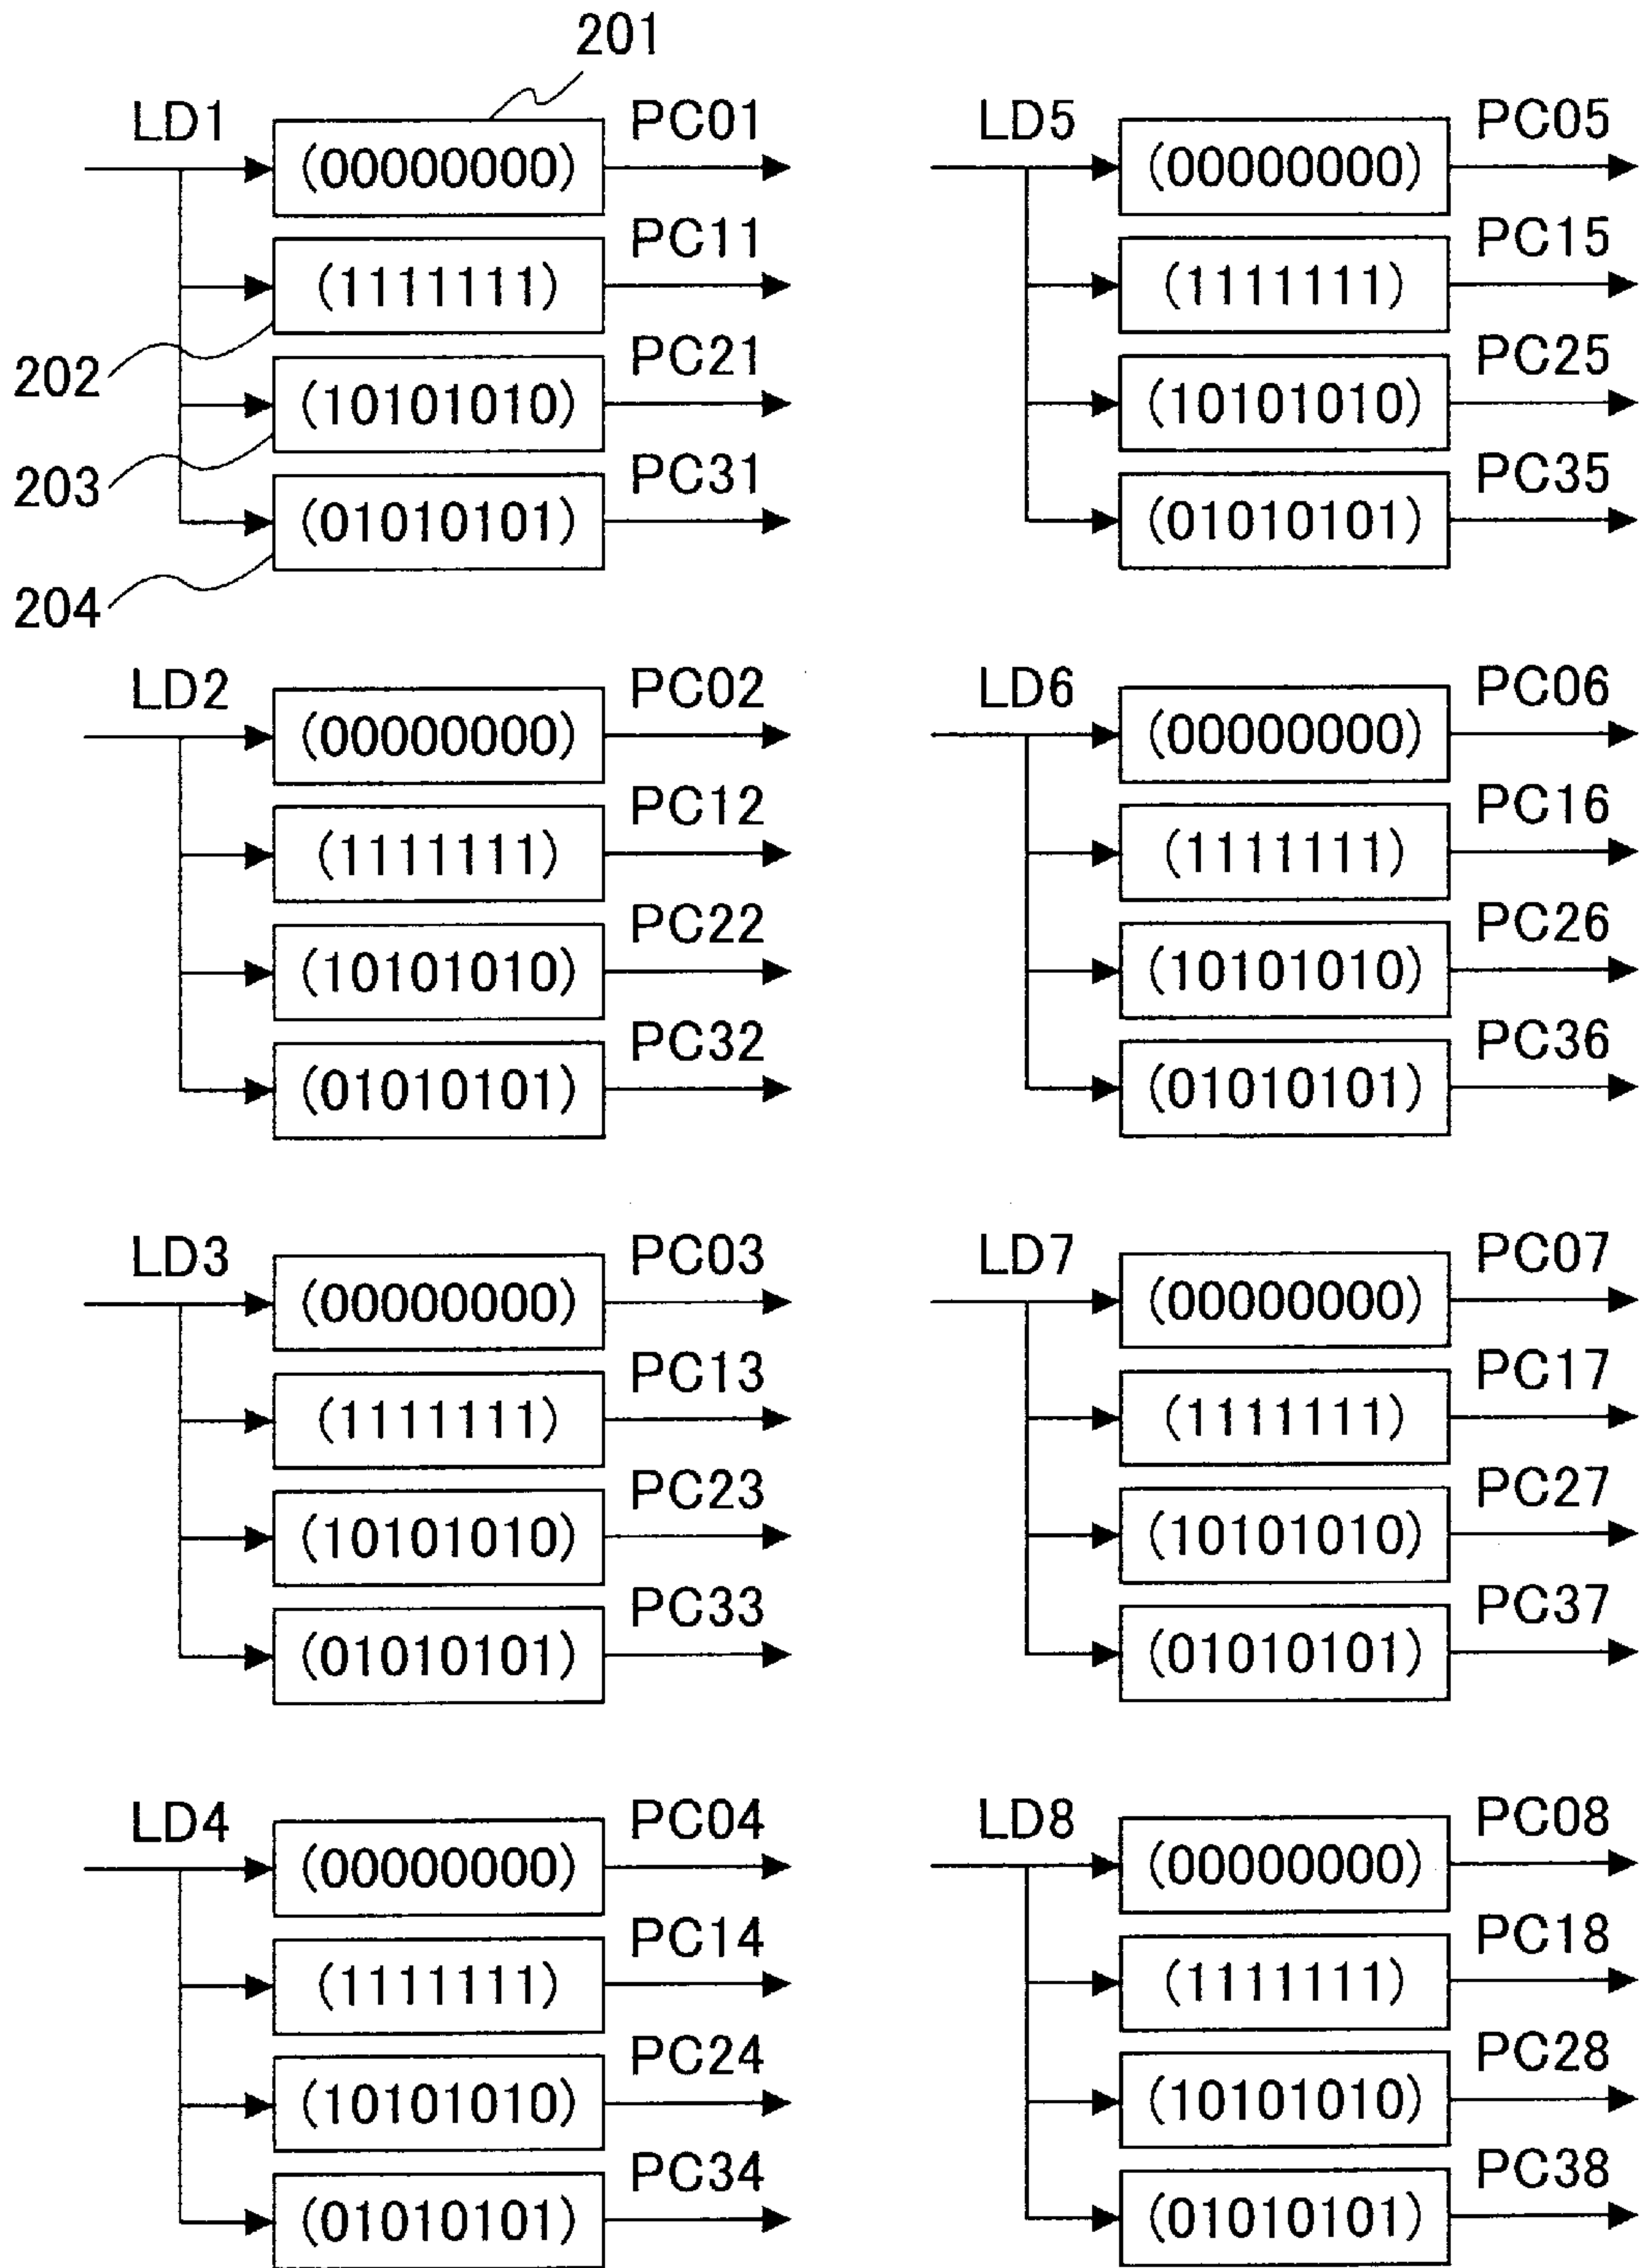 201
LD1
PC01
(00000000)
PC11
(1111111)
202
PC21
(10101010)
203
PC31
(01010101)
204
LD5
PC05
(00000000)
PC15
(1111111)
PC25
(10101010)
PC35
(01010101)
LD2
PC02
(00000000)
PC12
(1111111)
PC22
(10101010)
PC32
(01010101)
LD6
PC06
(00000000)
PC16
(1111111)
PC26
(10101010)
PC36
(01010101)
LD3
PC03
(00000000)
PC13
(1111111)
PC23
(10101010)
PC33
(01010101)
LD7
PC07
(00000000)
PC17
(1111111)
PC27
(10101010)
PC37
(01010101)
LD4
PC04
(00000000)
PC14
(1111111)
PC24
(10101010)
PC34
(01010101)
LD8
PC08
(00000000)
PC18
(1111111)
PC28
(10101010)
PC38
(01010101)